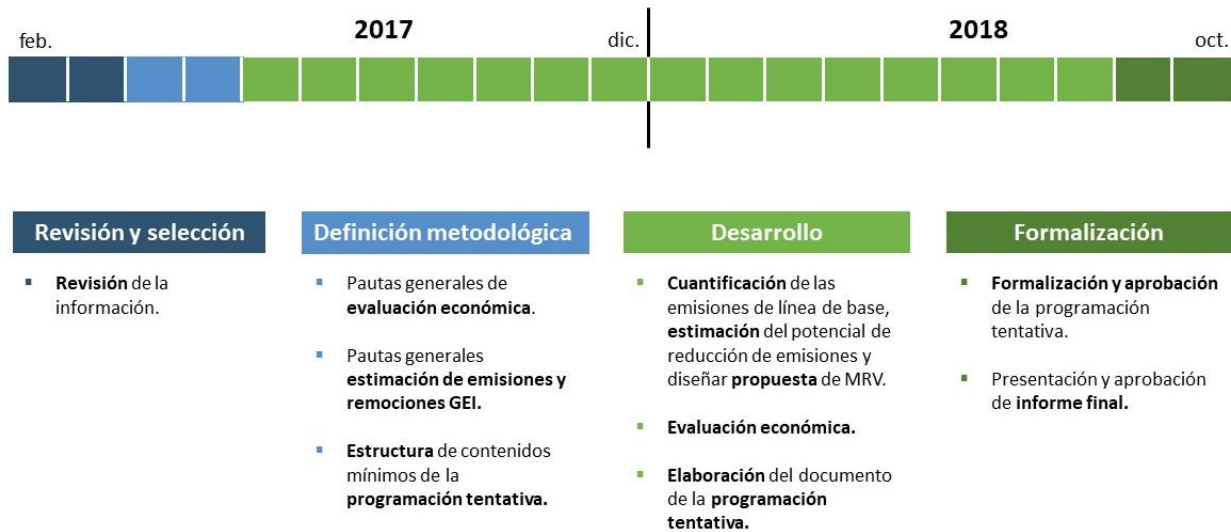 2017
2018
feb.
dic.
oct.
Revisión y selección
Revisión de la
información.
Definición metodológica
Pautas generales de
evaluación económica.
Pautas generales
estimación de emisiones y
remociones GEI.
Estructura de contenidos
mínimos de la
programación tentativa.
Desarrollo
Cuantificación de las
emisiones de línea de base,
estimación del potencial de
reducción de emisiones y
diseñar propuesta de MRV.
Evaluación económica.
Elaboración del documento
de la programación
tentativa.
Formalización
Formalización y aprobación
de la programación
tentativa.
Presentación y aprobación
de informe final.